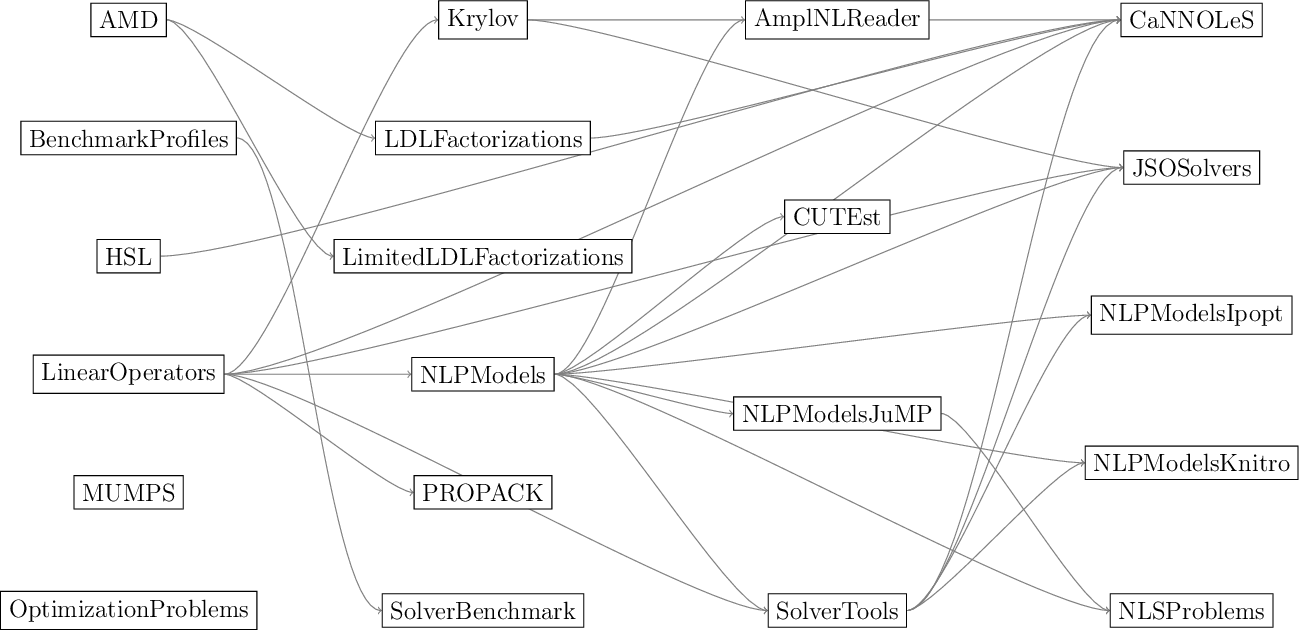 AMD
Krylov
AmplNLReader
CaNNOLeS
BenchmarkProfiles
LDLFactorizations
JSOSolvers
CUTEst
HSL
LimitedLDLFactorizations
NLPModelsIpopt
LinearOperators
NLPModels
NLPModelsJuMP
NLPModelsKnitro
MUMPS
PROPACK
OptimizationProblems
SolverBenchmark
SolverTools
NLSProblems